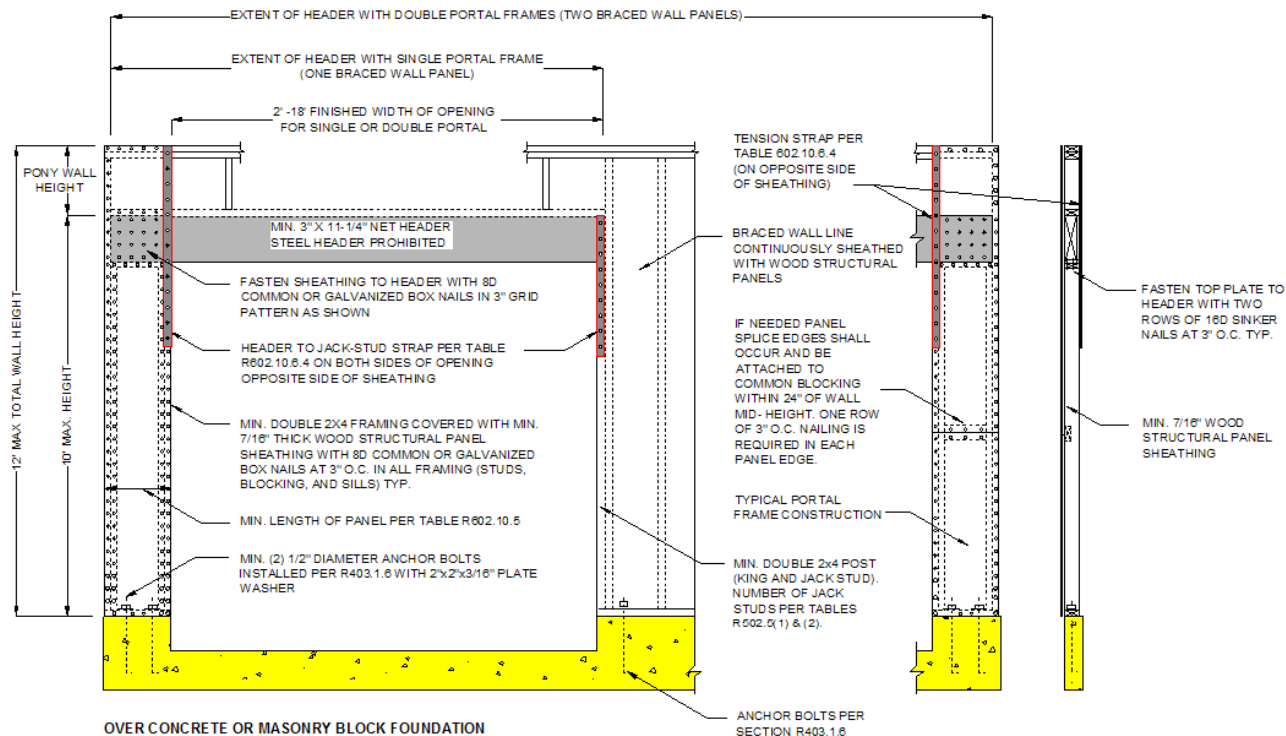 EXTENT OF HEADER WITH DOUBLE PORTAL FRAMES (TWO BRACED WALL PANELS)
EXTENT OF HEADER WITH SINGLE PORTAL FRAME
(ONE BRACED WALL PANEL)
2' -18' FINISHED WIDTH OF OPENING
FOR SINGLE OR DOUBLE PORTAL
PONY WALL
HEIGHT
12' MAX TOTAL WALL HEIGHT
10' MAX. HEIGHT
MIN. 3" X 11-1/4" NET HEADER
STEEL HEADER PROHIBITED
FASTEN SHEATHING TO HEADER WITH 8D
COMMON OR GALVANIZED BOX NAILS IN 3" GRID
PATTERN AS SHOWN
HEADER TO JACK-STUD STRAP PER TABLE
R602.10.6.4 ON BOTH SIDES OF OPENING
OPPOSITE SIDE OF SHEATHING
MIN. DOUBLE 2X4 FRAMING COVERED WITH MIN.
7/16" THICK WOOD STRUCTURAL PANEL
SHEATHING WITH 8D COMMON OR GALVANIZED
BOX NAILS AT 3" O.C. IN ALL FRAMING (STUDS,
BLOCKING, AND SILLS) TYP.
MIN. LENGTH OF PANEL PER TABLE R602.10.5
MIN. (2) 1/2" DIAMETER ANCHOR BOLTS
INSTALLED PER R403.1.6 WITH 2"x2"x3/16" PLATE
WASHER
TENSION STRAP PER
TABLE 602.10.6.4
(ON OPPOSITE SIDE
OF SHEATHING)
BRACED WALL LINE
CONTINUOUSLY SHEATHED
WITH WOOD STRUCTURAL
PANELS
IF NEEDED PANEL
SPLICE EDGES SHALL
OCCUR AND BE
ATTACHED TO
COMMON BLOCKING
WITHIN 24" OF WALL
MID- HEIGHT. ONE ROW
OF 3" O.C. NAILING IS
REQUIRED IN EACH
PANEL EDGE.
TYPICAL PORTAL
FRAME CONSTRUCTION
MIN. DOUBLE 2x4 POST
(KING AND JACK STUD).
NUMBER OF JACK
STUDS PER TABLES
R502.5(1) & (2).
ANCHOR BOLTS PER
SECTION R403.1.6
FASTEN TOP PLATE TO
HEADER WITH TWO
ROWS OF 16D SINKER
NAILS AT 3" O.C. TYP.
MIN. 7/16" WOOD
STRUCTURAL PANEL
SHEATHING
OVER CONCRETE OR MASONRY BLOCK FOUNDATION